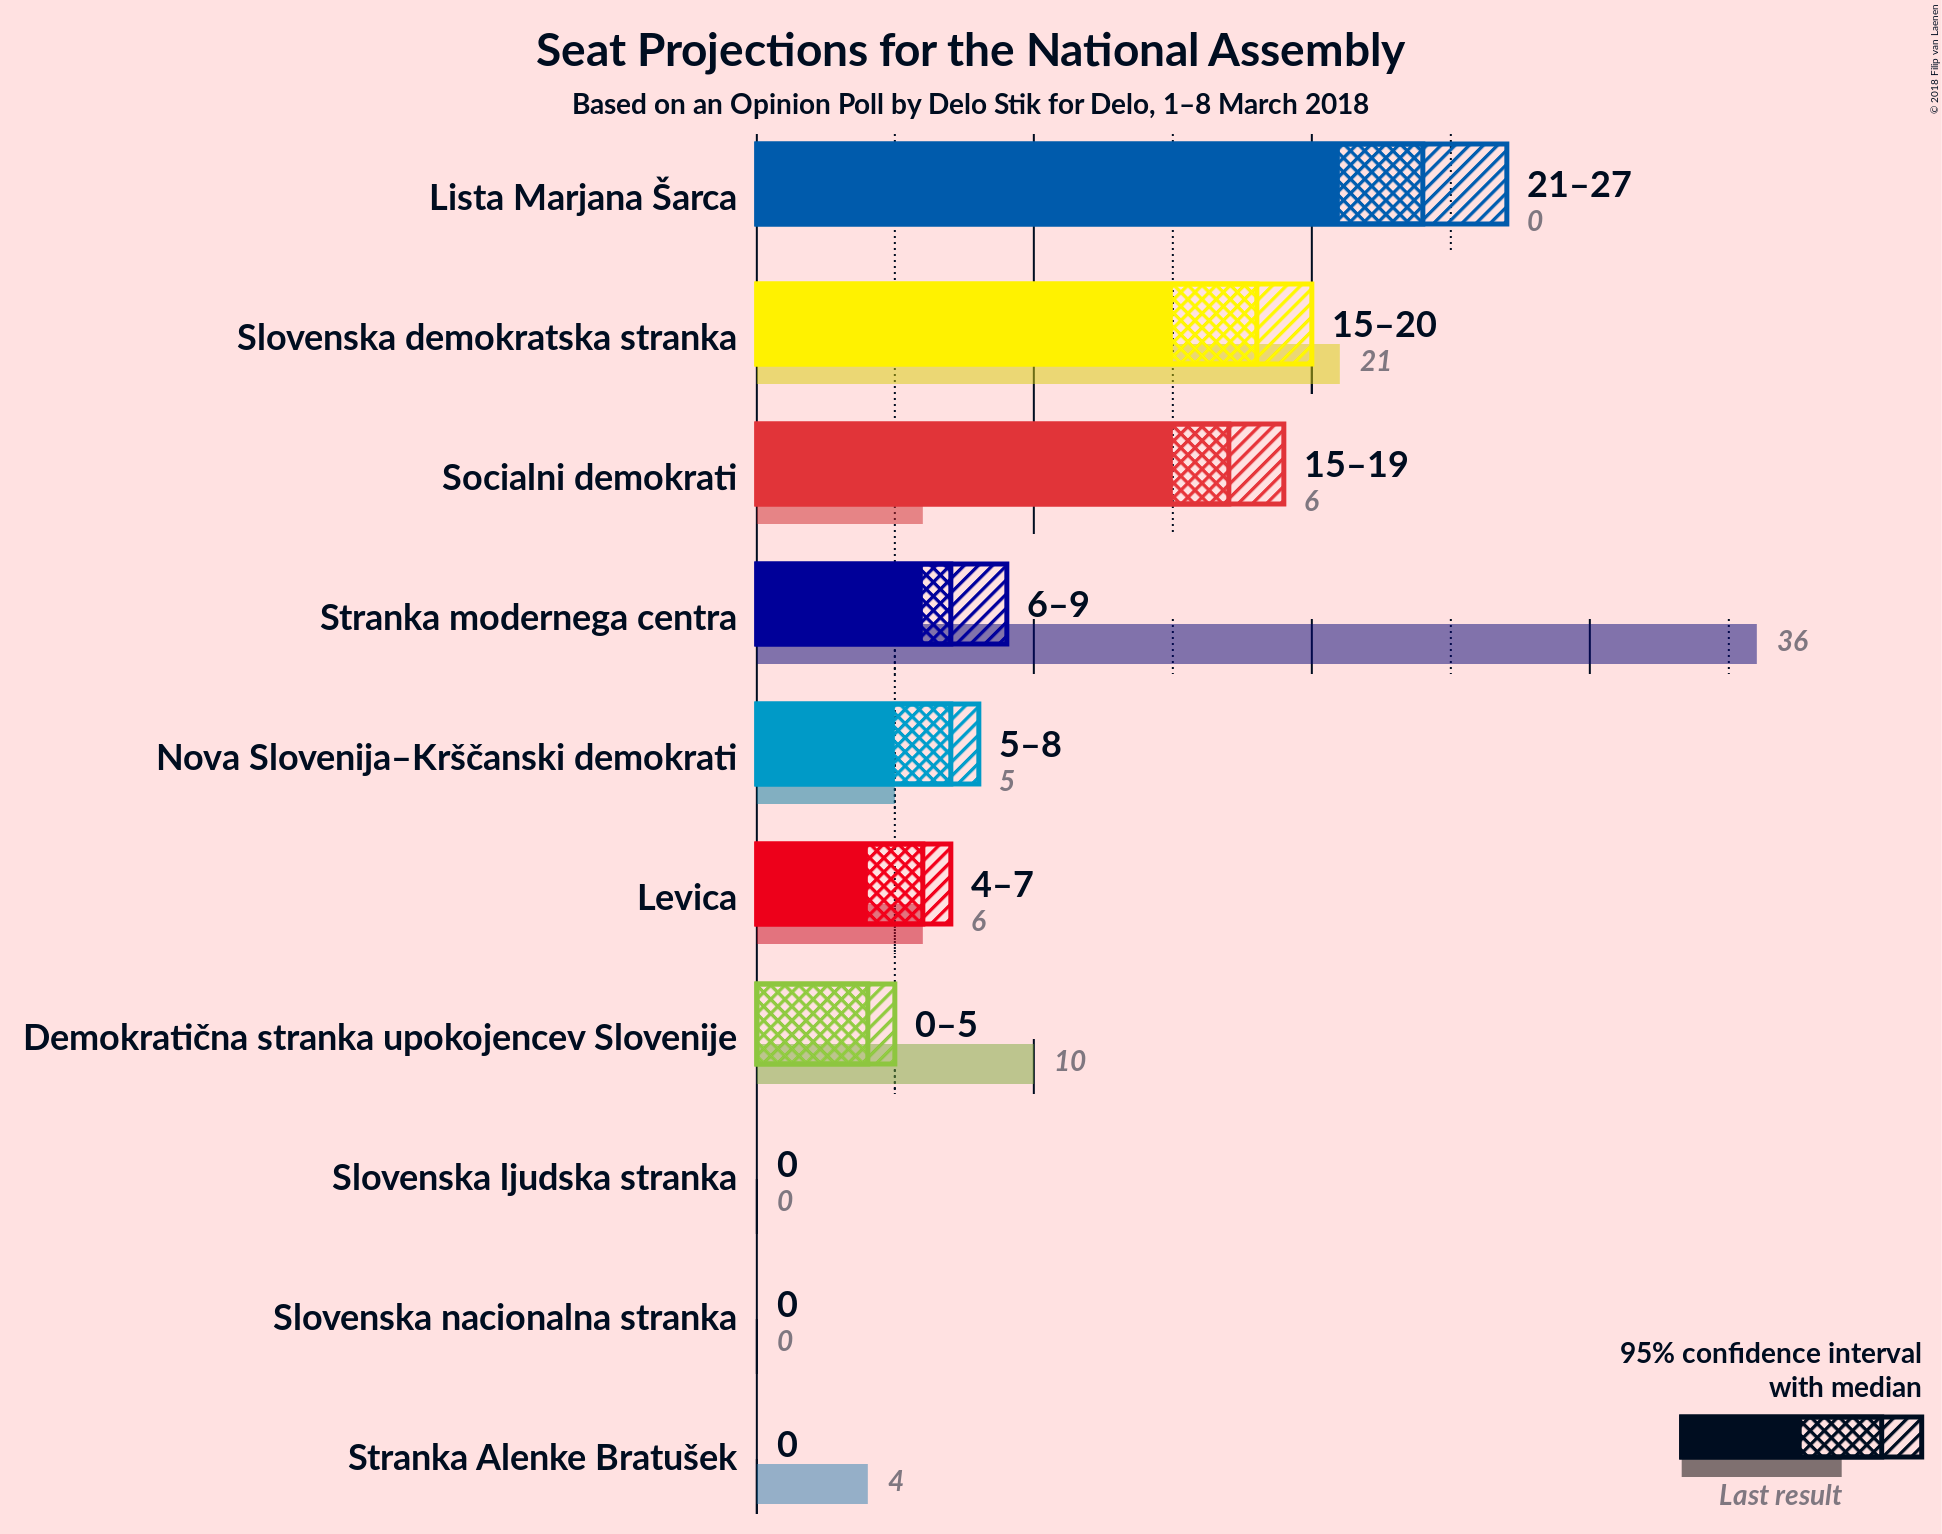 Seat Projections for the National Assembly
Based on an Opinion Poll by Delo Stik for Delo, 1–8 March 2018
© 2018 Filip van Laenen
Lista Marjana Šarca
21–27
0
Slovenska demokratska stranka
15–20
21
Socialni demokrati
15–19
6
Stranka modernega centra
6–9
36
Nova Slovenija–Krščanski demokrati
5–8
5
Levica
4–7
6
Demokratična stranka upokojencev Slovenije
0–5
10
Slovenska ljudska stranka
0
0
Slovenska nacionalna stranka
0
0
Stranka Alenke Bratušek
0
4
95% confidence interval
with median
Last result